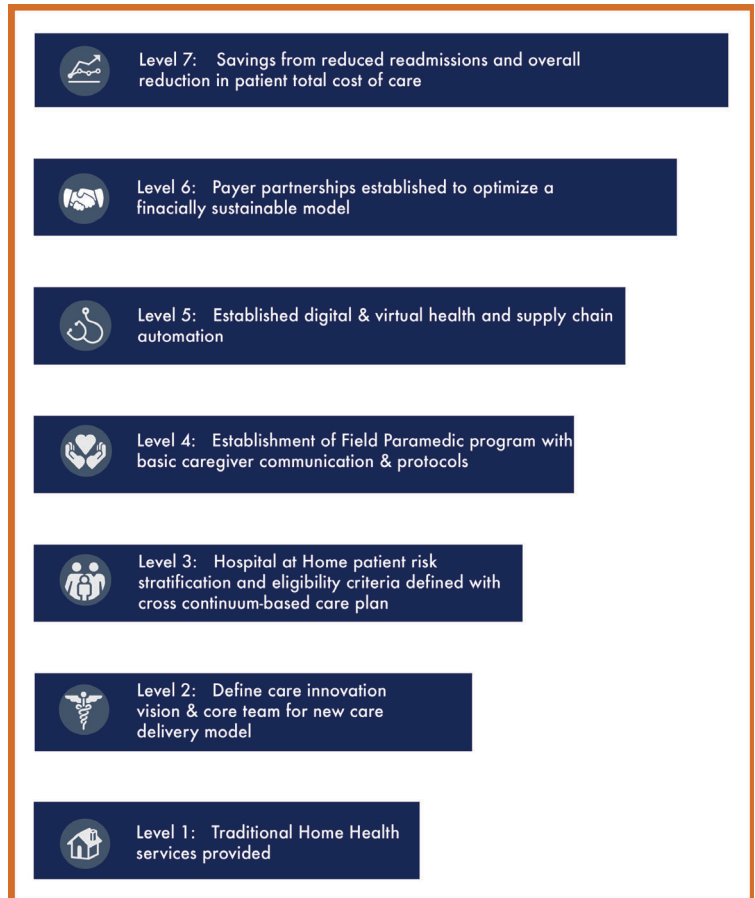 Level 7: Savings from reduced readmissions and overall
reduction in patient total cost of care
Level 6: Payer partnerships established to optimize a
finacially sustainable model
Level 5: Established digital & virtual health and supply chain
automation
Level 4: Establishment of Field Paramedic program with
basic caregiver communication & protocols
Level 3: Hospital at Home patient risk
stratification and eligibility criteria defined with
cross continuum-based care plan
Level 2: Define care innovation
vision & core team for new care
delivery model
Level 1: Traditional Home Health
services provided